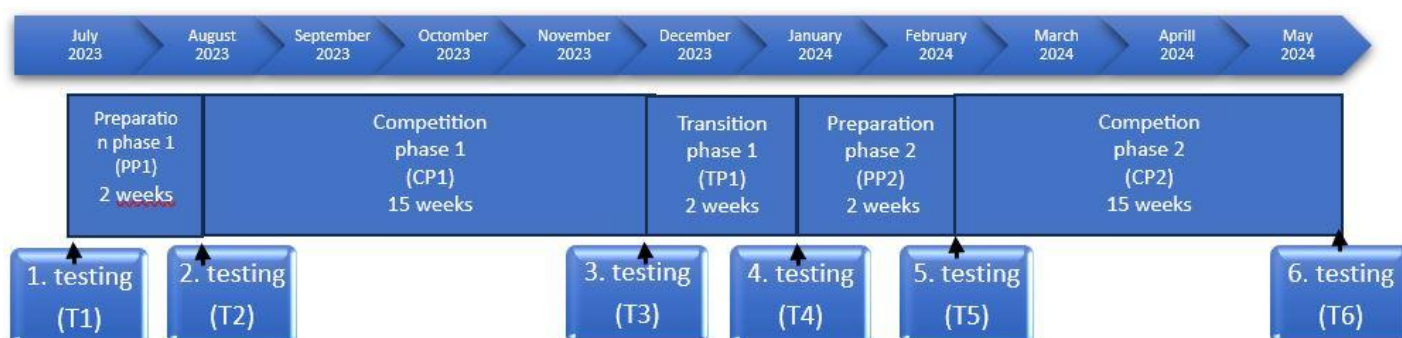 July
2023
August
2023
September
2023
Octomber
2023
November
2023
December
2023
January
2024
February
2024
March
2024
Aprill
2024
May
2024
Preparatio
n phase 1
(PP1)
2 weeks
Competition
phase 1
(CP1)
15 weeks
Transition
phase 1
(TP1)
2 weeks
Preparation
phase 2
(PP2)
2 weeks
Competion
phase 2
(CP2)
15 weeks
1. testing
(T1)
2. testing
(T2)
3. testing
(T3)
4. testing
(T4)
5. testing
(T5)
6. testing
(T6)